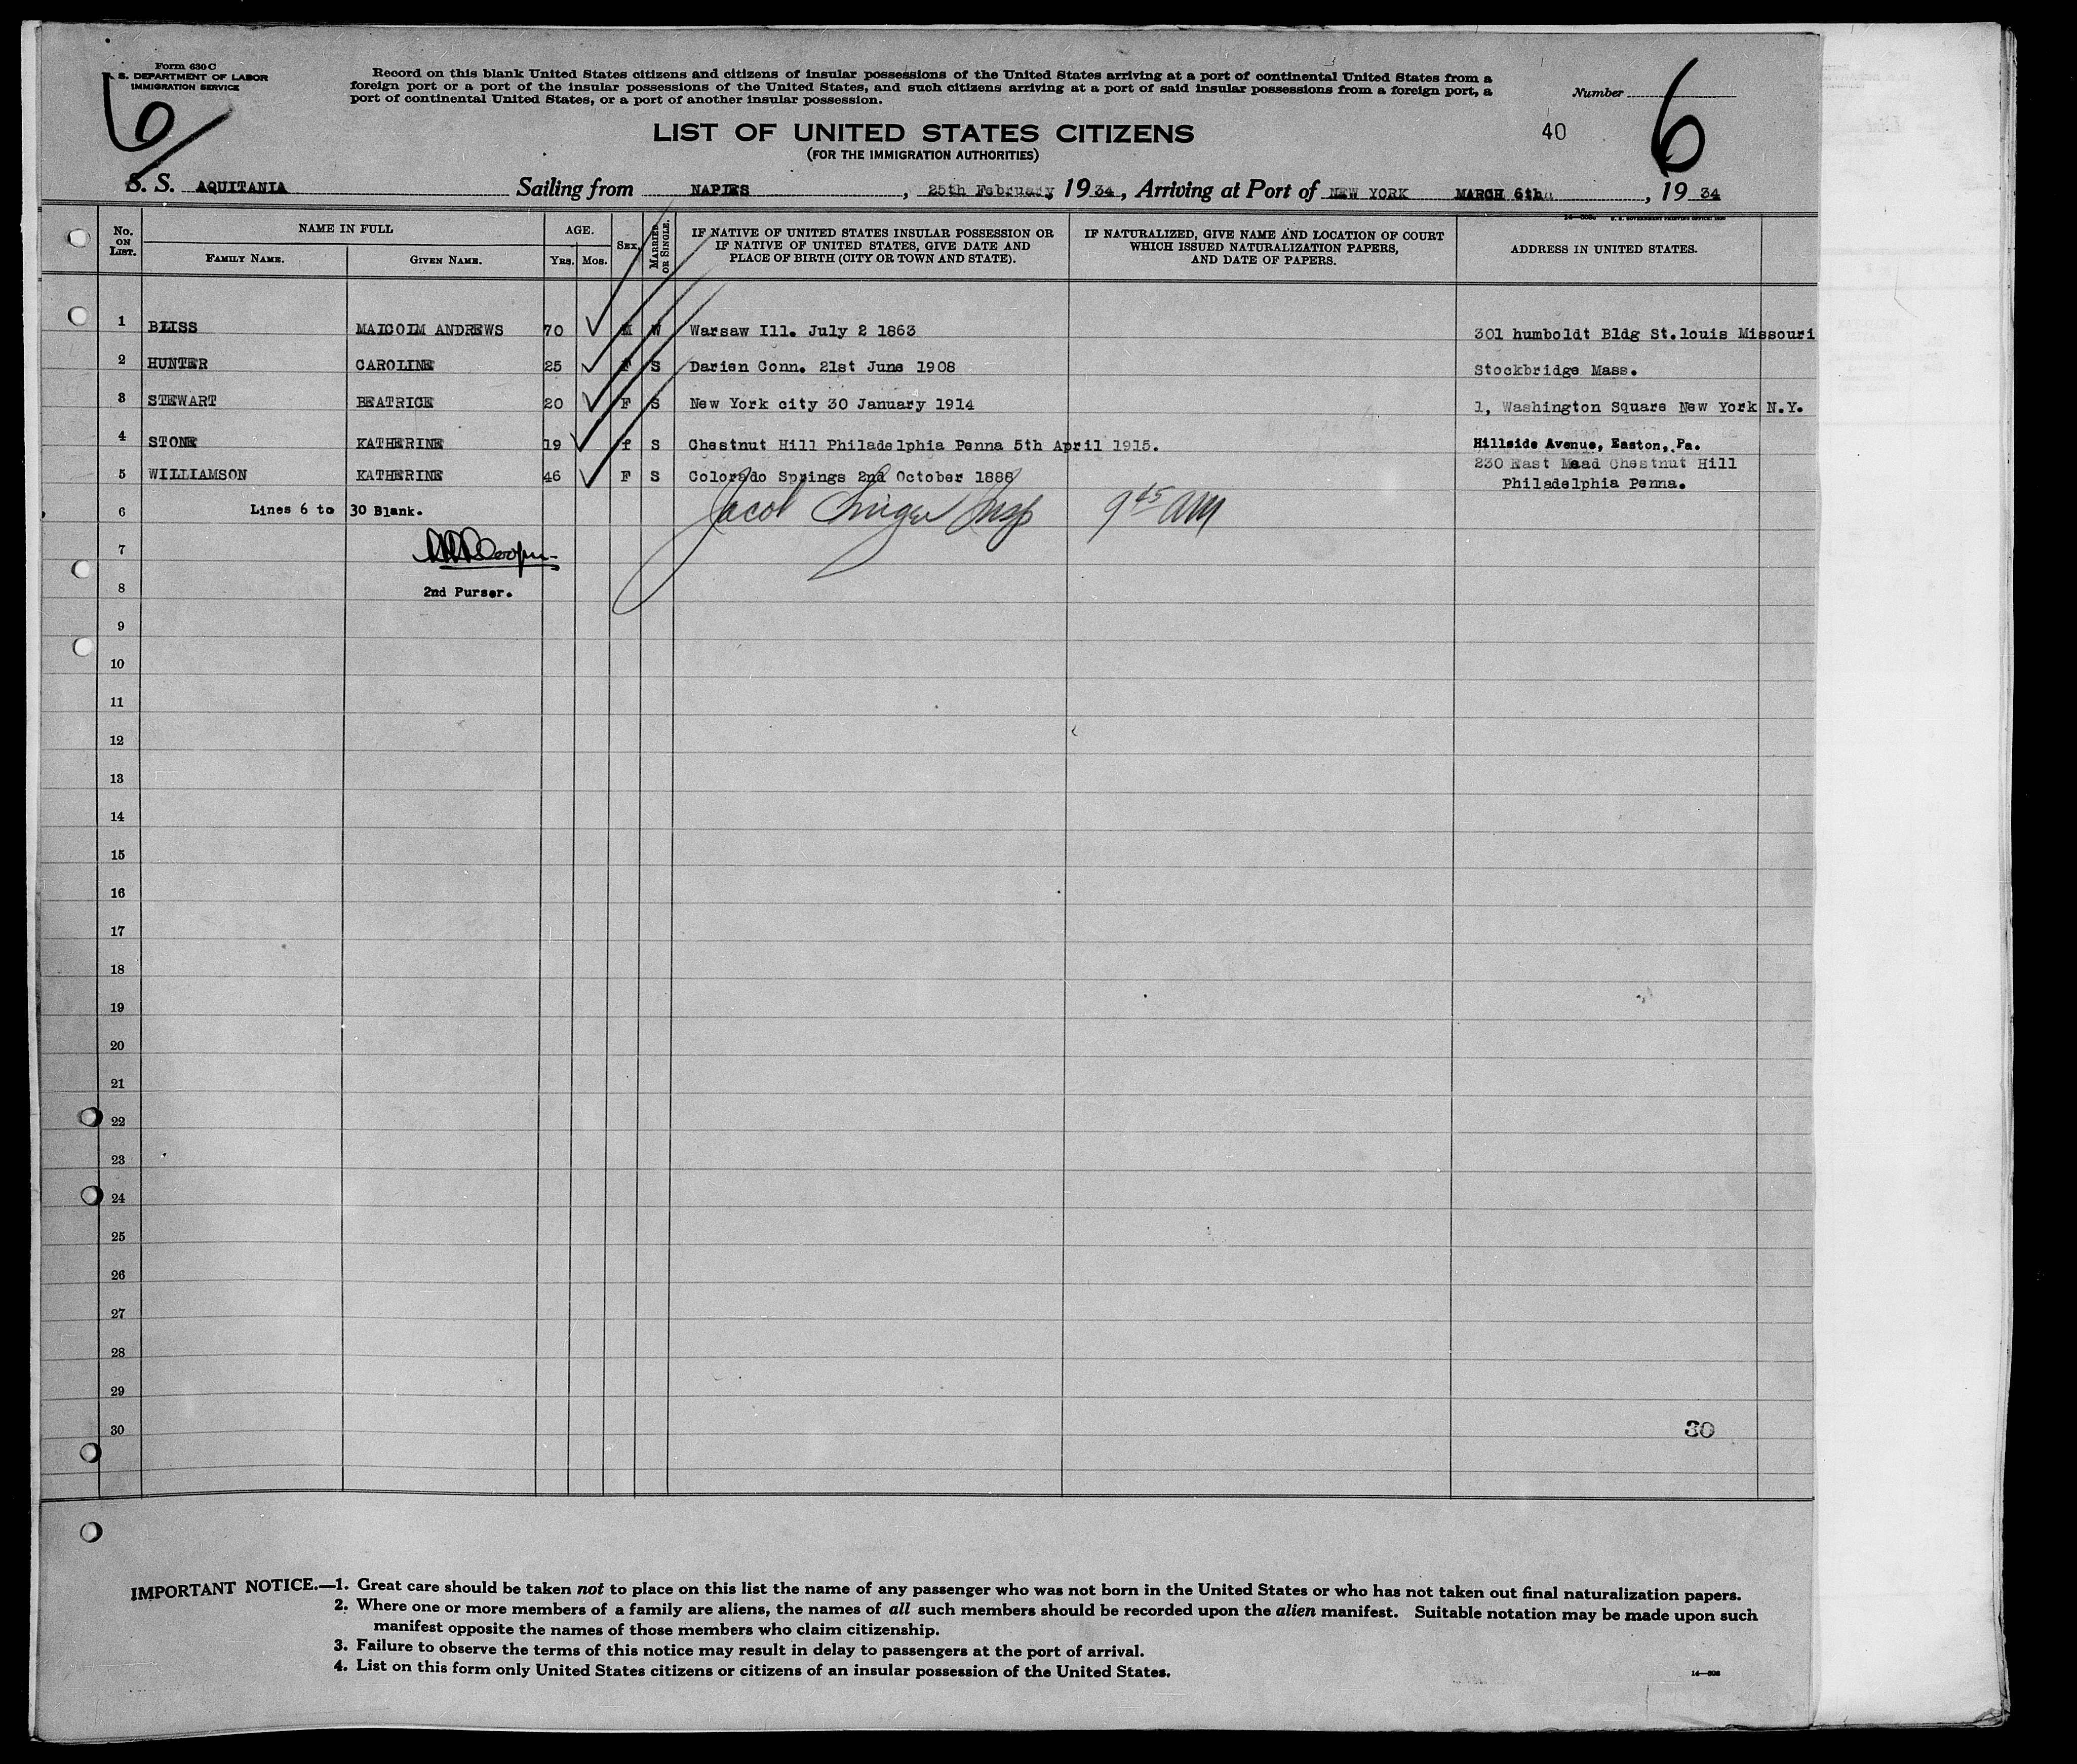 Form 630 C
U. S. DEPARTMENT OF LABOR
IMMIGRATION SERVICE
6
Record on this blank United States citizens and citizens of insular possessions of the United States arriving at a port of continental United States from a
foreign port or a port of the insular possessions of the United States, and such citizens arriving at a port of said insular possessions from a foreign port, a
port of continental United States, or a port of another insular possession.
Number 6
LIST OF UNITED STATES CITIZENS
40
(FOR THE IMMIGRATION AUTHORITIES)
S. S. AQUITANIA Sailing from NAPLES, 25th February, 1934, Arriving at Port of NEW YORK MARCH 6th, 1934
No. ON LIST. NAME IN FULL FAMILY NAME. GIVEN NAME. AGE. YRS. MOS. SEX. MARRIED OR SINGLE. IF NATIVE OF UNITED STATES INSULAR POSSESSION OR IF NATIVE OF UNITED STATES, GIVE DATE AND PLACE OF BIRTH (CITY OR TOWN AND STATE). IF NATURALIZED, GIVE NAME AND LOCATION OF COURT WHICH ISSUED NATURALIZATION PAPERS, AND DATE OF PAPERS. ADDRESS IN UNITED STATES.
1 BLISS MALCOLM ANDREWS 70 M W Warsaw Ill. July 2 1863 301 humboldt Bldg St.louis Missouri
2 HUNTER CAROLINE 25 F S Darien Conn. 21st June 1908 Stockbridge Mass.
3 STEWART BEATRICE 20 F S New York city 30 January 1914 1, Washington Square New York N.Y.
4 STONE KATHERINE 19 f S Chestnut Hill Philadelphia Penna 5th April 1915. Hillside Avenue, Easton, Pa.
5 WILLIAMSON KATHERINE 46 F S Colorado Springs 2nd October 1888 230 East Mead Chestnut Hill
Philadelphia Penna.
6 Lines 6 to 30 Blank. Jacob Insp 9 45 AM
7 Cooper
8 2nd Purser.
9
10
11
12
13
14
15
16
17
18
19
20
21
22
23
24
25
26
27
28
29
30 30
IMPORTANT NOTICE.—1. Great care should be taken not to place on this list the name of any passenger who was not born in the United States or who has not taken out final naturalization papers.
2. Where one or more members of a family are aliens, the names of all such members should be recorded upon the alien manifest. Suitable notation may be made upon such
manifest opposite the names of those members who claim citizenship.
3. Failure to observe the terms of this notice may result in delay to passengers at the port of arrival.
4. List on this form only United States citizens or citizens of an insular possession of the United States.